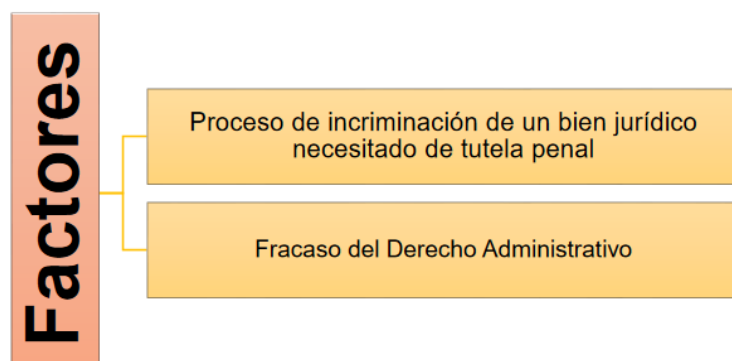 Factores
Proceso de incriminación de un bien jurídico
necesitado de tutela penal
Fracaso del Derecho Administrativo